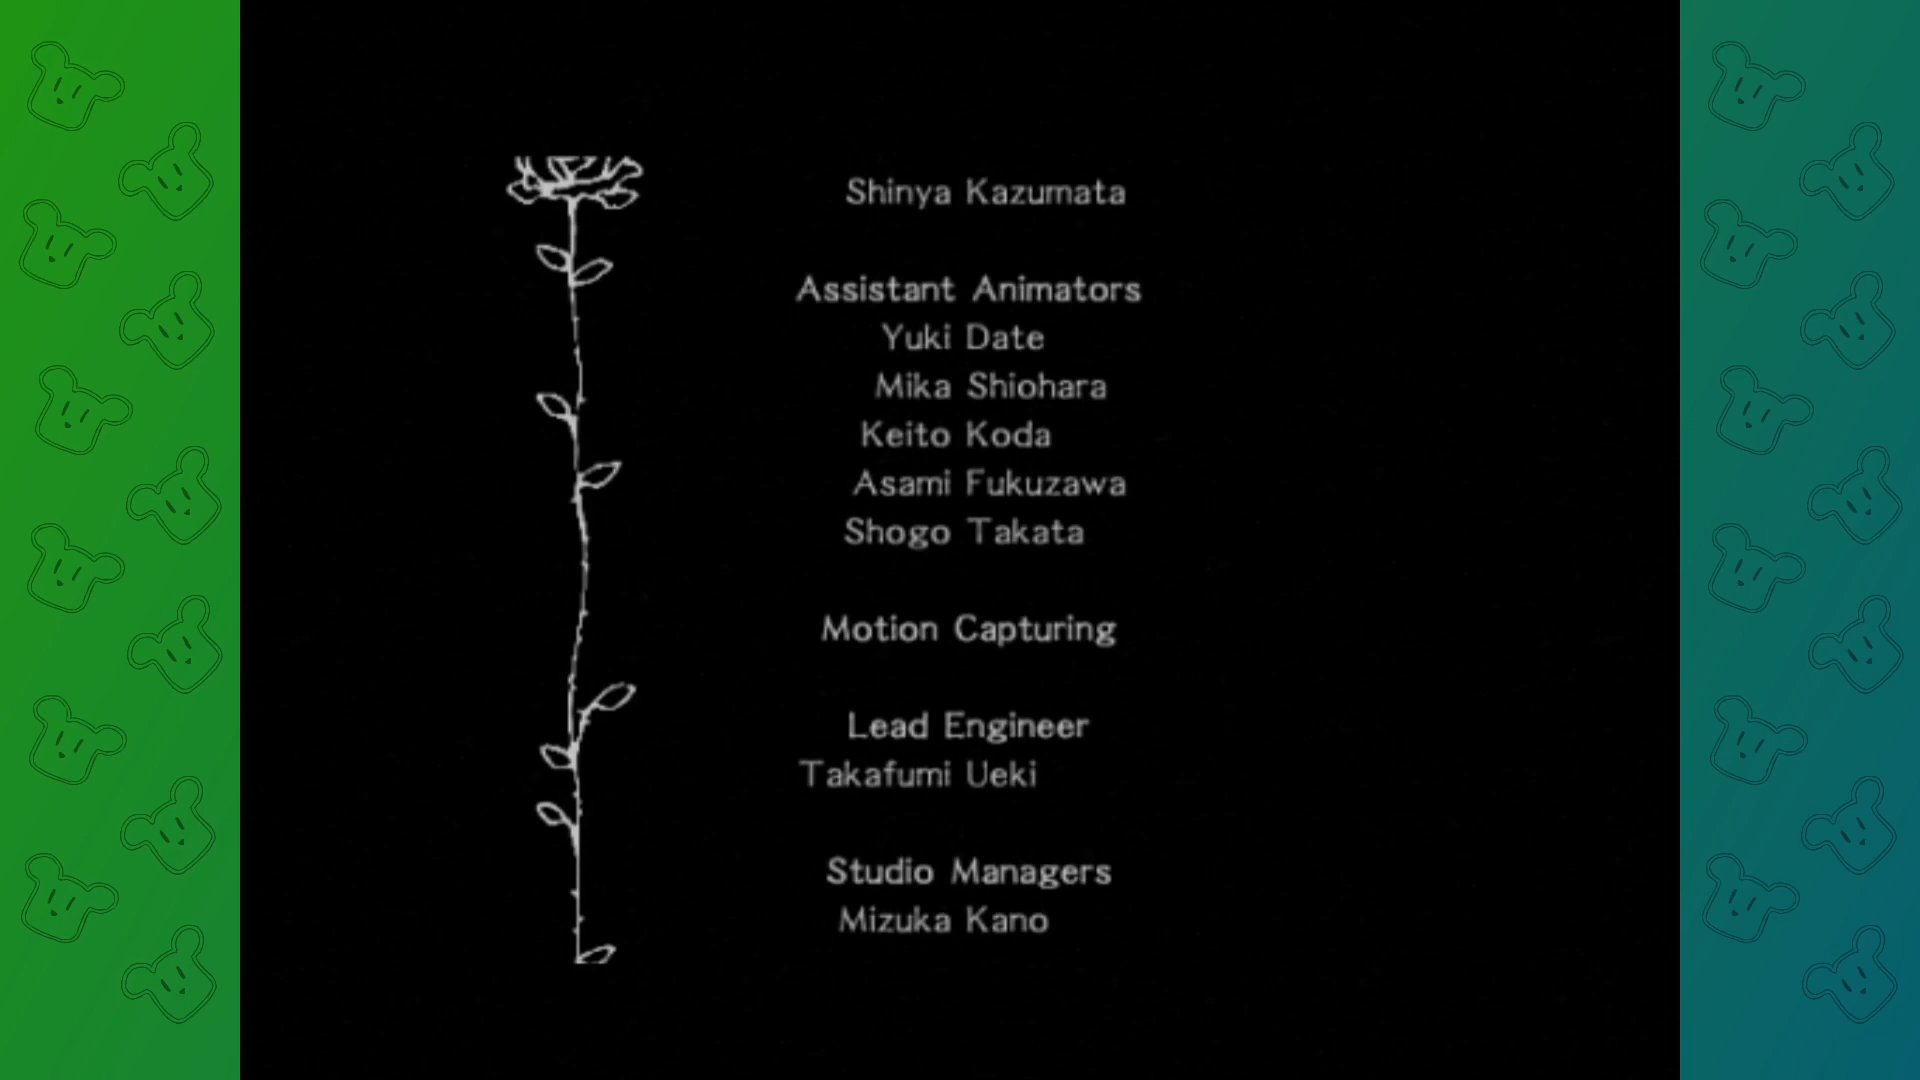 Shinya Kazumata
Assistant Animators
Yuki Date
Mika Shiohara
Keito Koda
Asami Fukuzawa
Shogo Takata
Motion Capturing
Lead Engineer
Takafumi Ueki
Studio Managers
Mizuka Kano